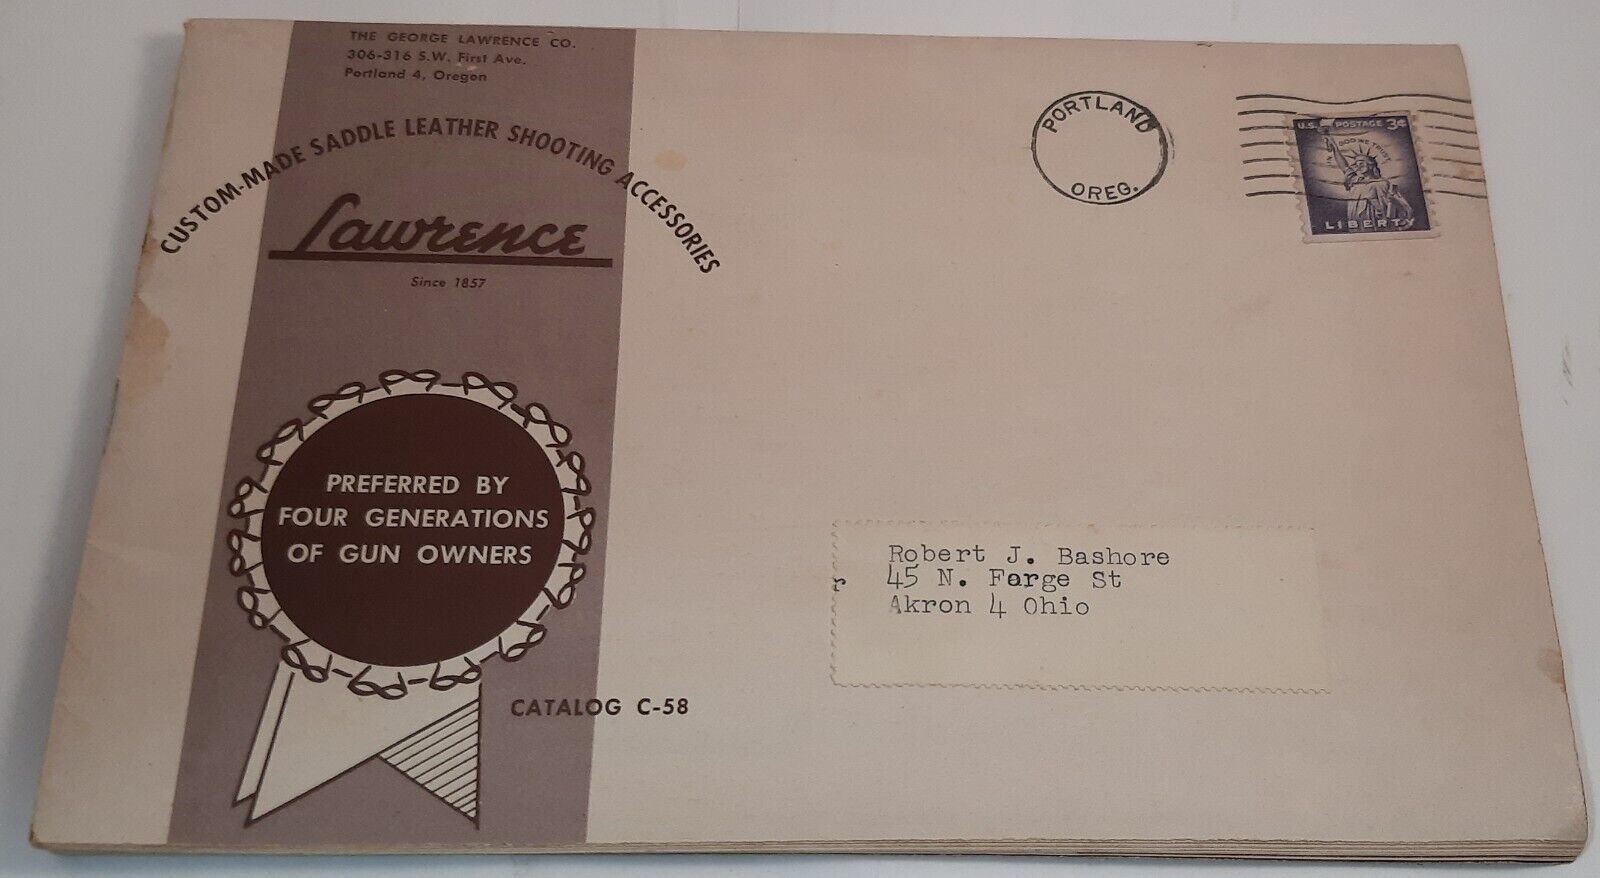 THE GEORGE LAWRENCE CO.
306-316 S.W. First Ave.
Portland 4, Oregon
CUSTOM-MADE SADDLE LEATHER SHOOTING ACCESSORIES
Lawrence
Since 1857
PREFERRED BY
FOUR GENERATIONS
OF GUN OWNERS
CATALOG C-58
PORTLAND
OREG.
U.S. POSTAGE 3¢
IN GOD WE TRUST
LIBERTY
Robert J. Bashore
45 N. Farge St
Akron 4 Ohio